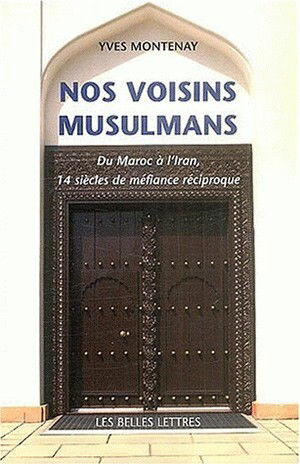 YVES MONTENAY
NOS VOISINS
MUSULMANS
Du Maroc à l'Iran,
14 siècles de méfiance réciproque
LES BELLES LETTRES